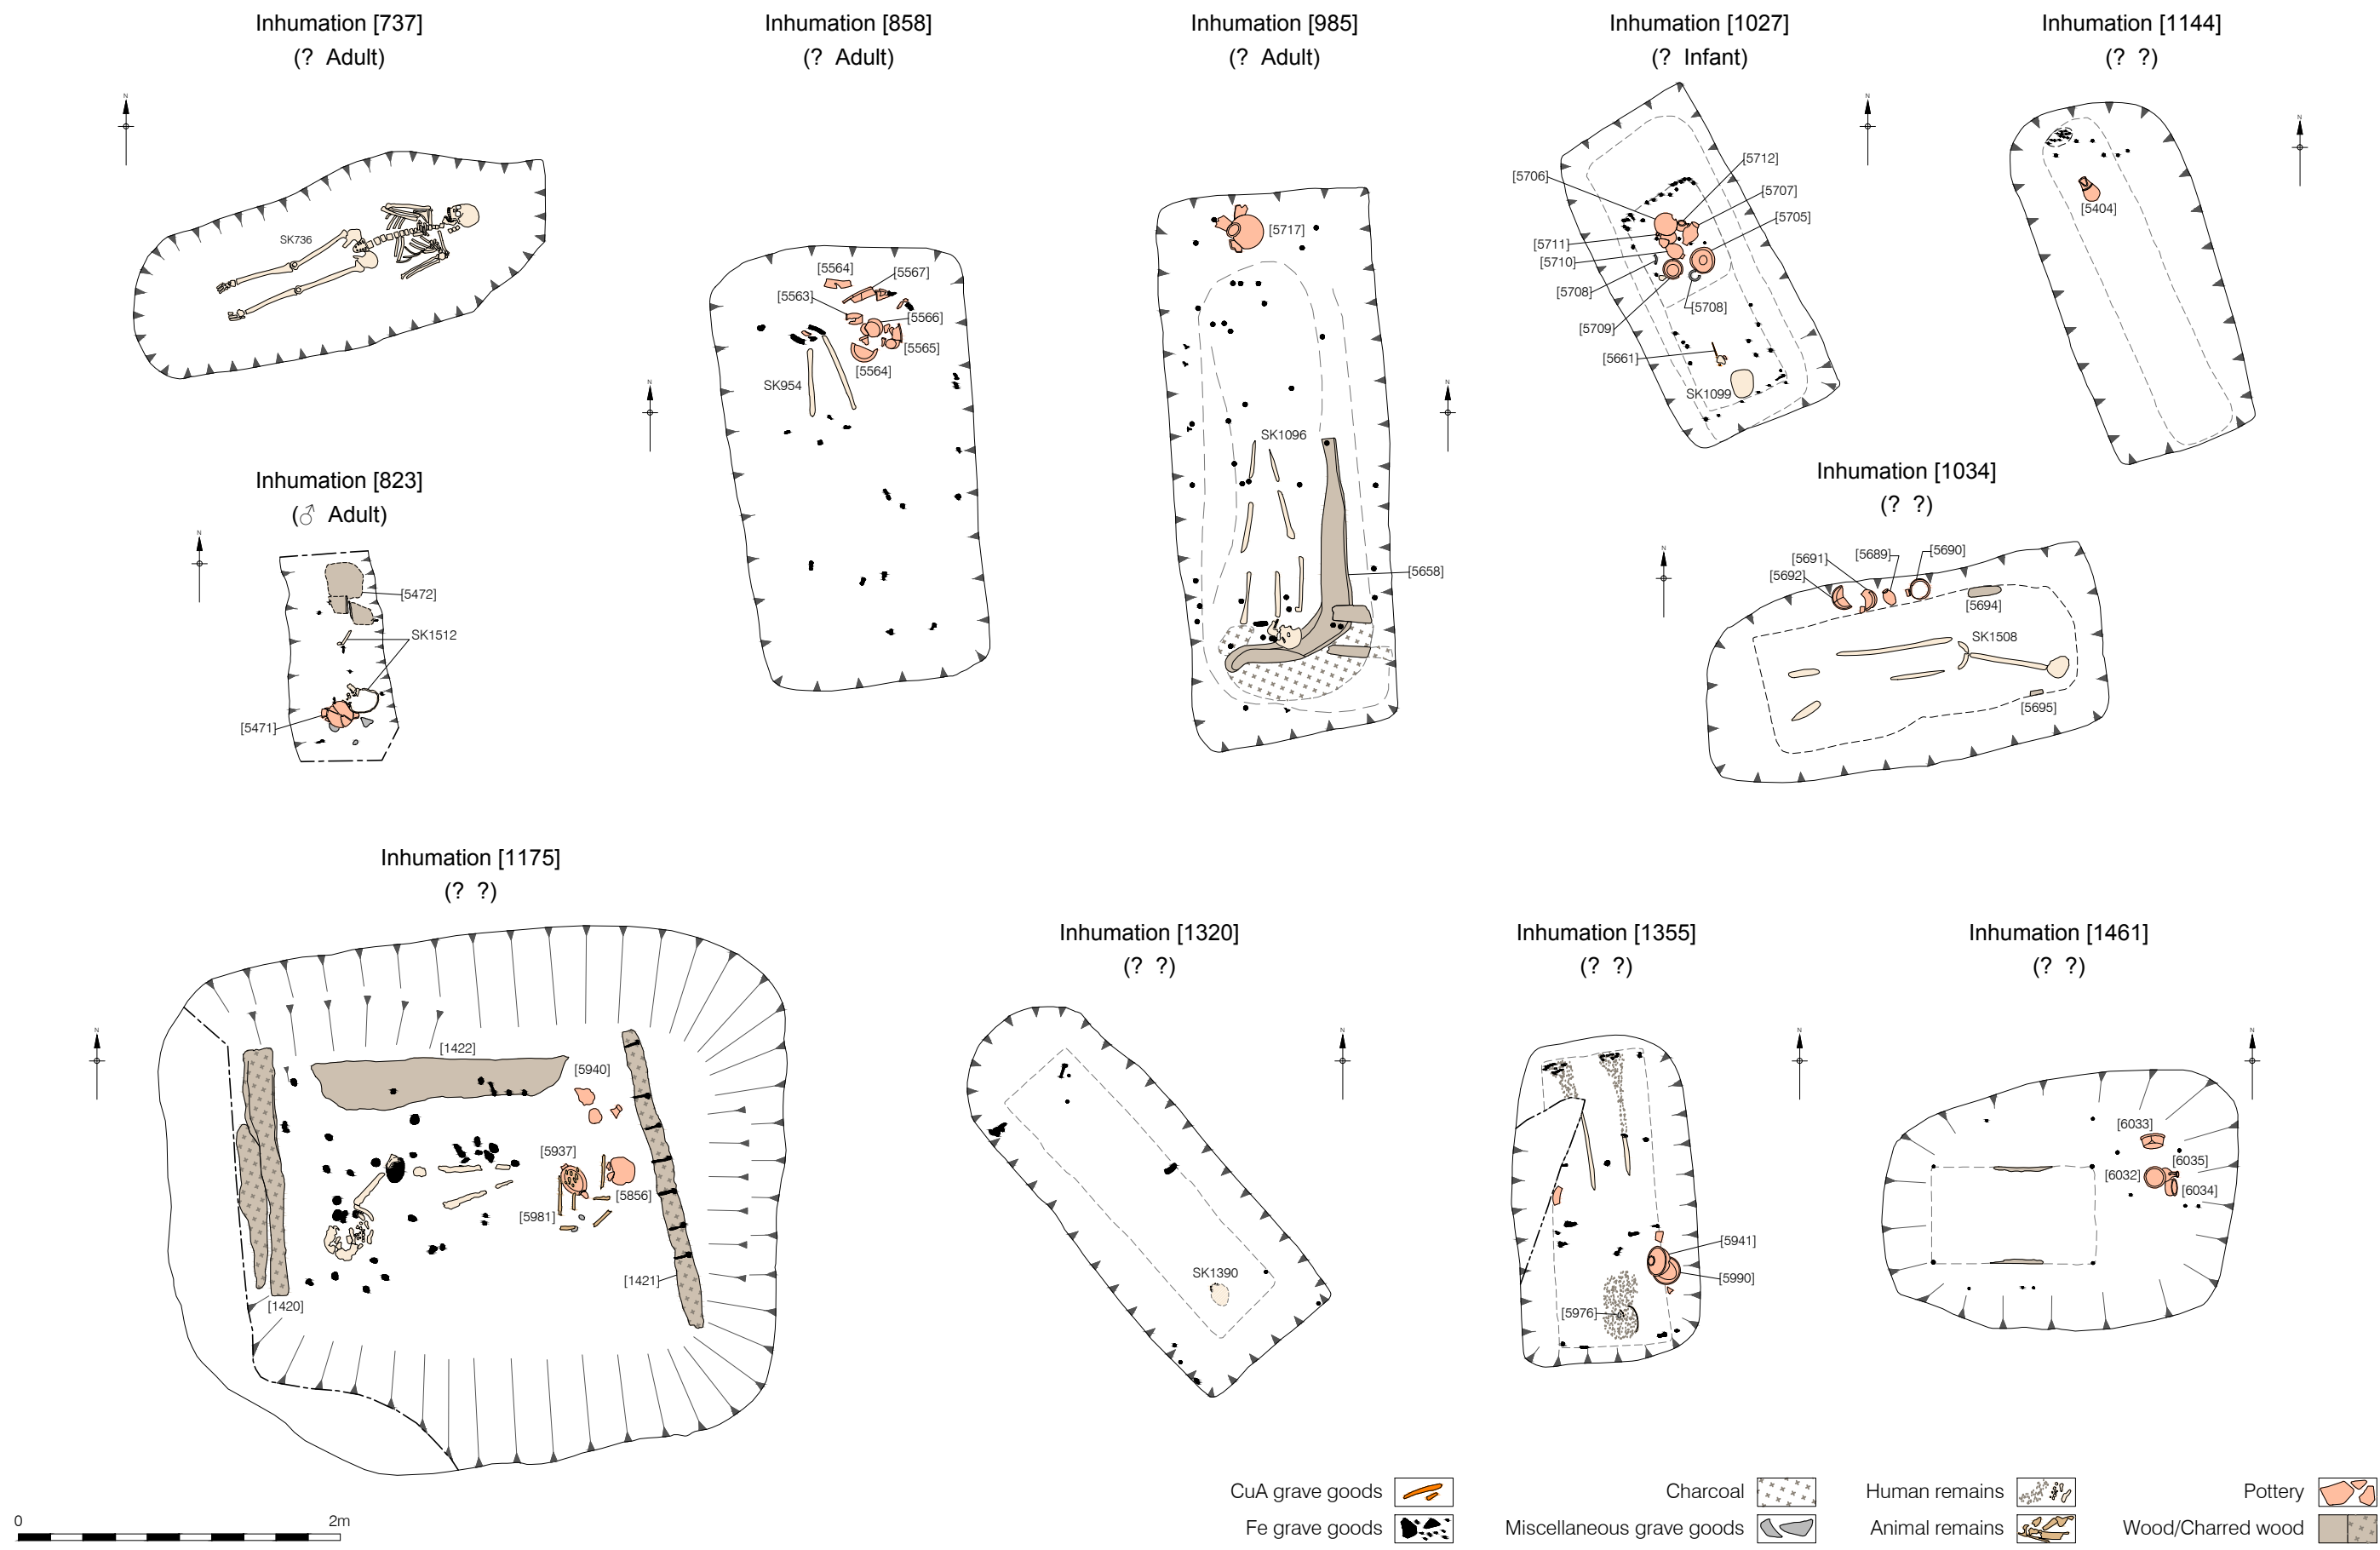 Inhumation [737]
(? Adult)
N
SK736
Inhumation [858]
(? Adult)
N
[5564]
[5567]
[5563]
[5566]
[5565]
[5564]
SK954
Inhumation [985]
(? Adult)
N
[5717]
SK1096
[5658]
Inhumation [1027]
(? Infant)
N
[5706]
[5712]
[5707]
[5705]
[5711]
[5710]
[5708]
[5708]
[5709]
[5661]
SK1099
Inhumation [1144]
(? ?)
N
[5404]
Inhumation [823]
(♂ Adult)
N
[5472]
SK1512
[5471]
Inhumation [1034]
(? ?)
N
[5691]
[5689]
[5690]
[5692]
[5694]
SK1508
[5695]
Inhumation [1175]
(? ?)
N
[1422]
[5940]
[5937]
[5856]
[5981]
[1421]
[1420]
Inhumation [1320]
(? ?)
N
SK1390
Inhumation [1355]
(? ?)
N
[5941]
[5990]
[5976]
Inhumation [1461]
(? ?)
N
[6033]
[6035]
[6032]
[6034]
0 2m
CuA grave goods
Charcoal
Human remains
Pottery
Fe grave goods
Miscellaneous grave goods
Animal remains
Wood/Charred wood